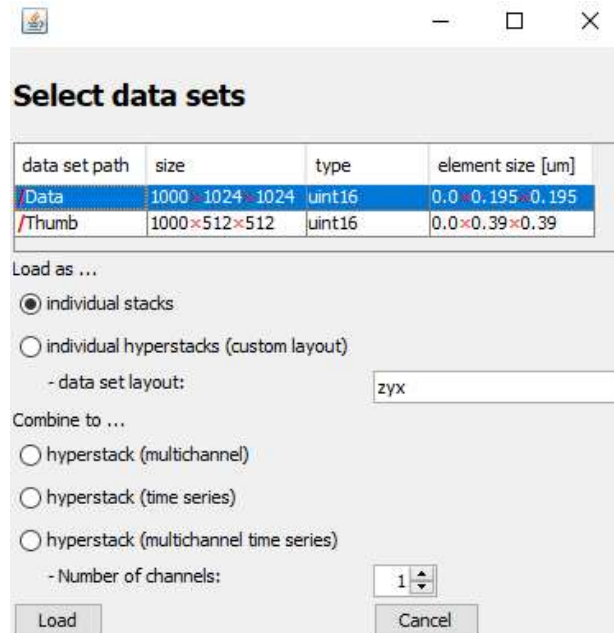 Select data sets
data set path size type element size [um]
/Data 1000×1024×1024 uint16 0.0×0.195×0.195
/Thumb 1000×512×512 uint16 0.0×0.39×0.39
Load as ...
individual stacks
individual hyperstacks (custom layout)
- data set layout: zyx
Combine to ...
hyperstack (multichannel)
hyperstack (time series)
hyperstack (multichannel time series)
- Number of channels: 1
Load Cancel